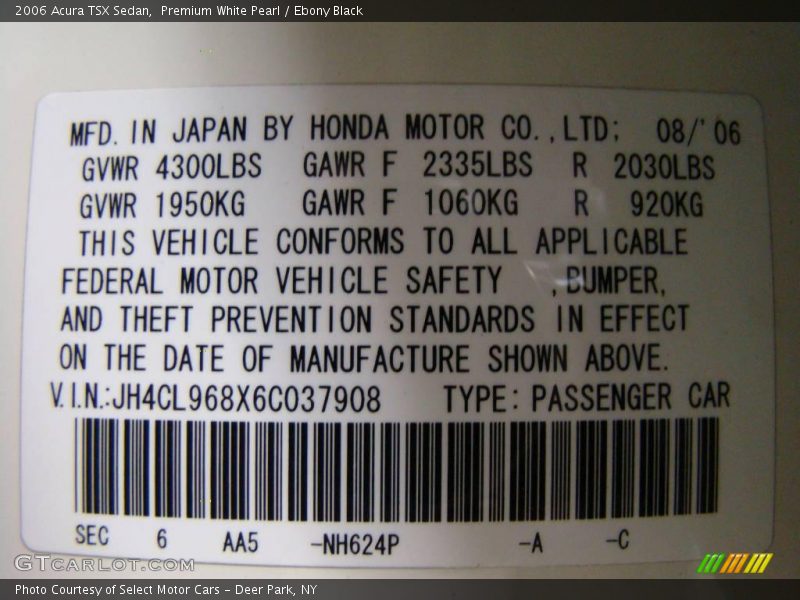 2006 Acura TSX Sedan,  Premium White Pearl / Ebony Black
MFD. IN JAPAN BY HONDA MOTOR CO.,LTD; 08/'06
GVWR 4300LBS GAWR F 2335LBS R 2030LBS
GVWR 1950KG GAWR F 1060KG R 920KG
THIS VEHICLE CONFORMS TO ALL APPLICABLE
FEDERAL MOTOR VEHICLE SAFETY ,BUMPER,
AND THEFT PREVENTION STANDARDS IN EFFECT
ON THE DATE OF MANUFACTURE SHOWN ABOVE.
V.I.N.:JH4CL968X6C037908 TYPE: PASSENGER CAR
SEC 6 AA5 -NH624P -A -C
GTCARLOT.COM
Photo Courtesy of Select Motor Cars - Deer Park, NY